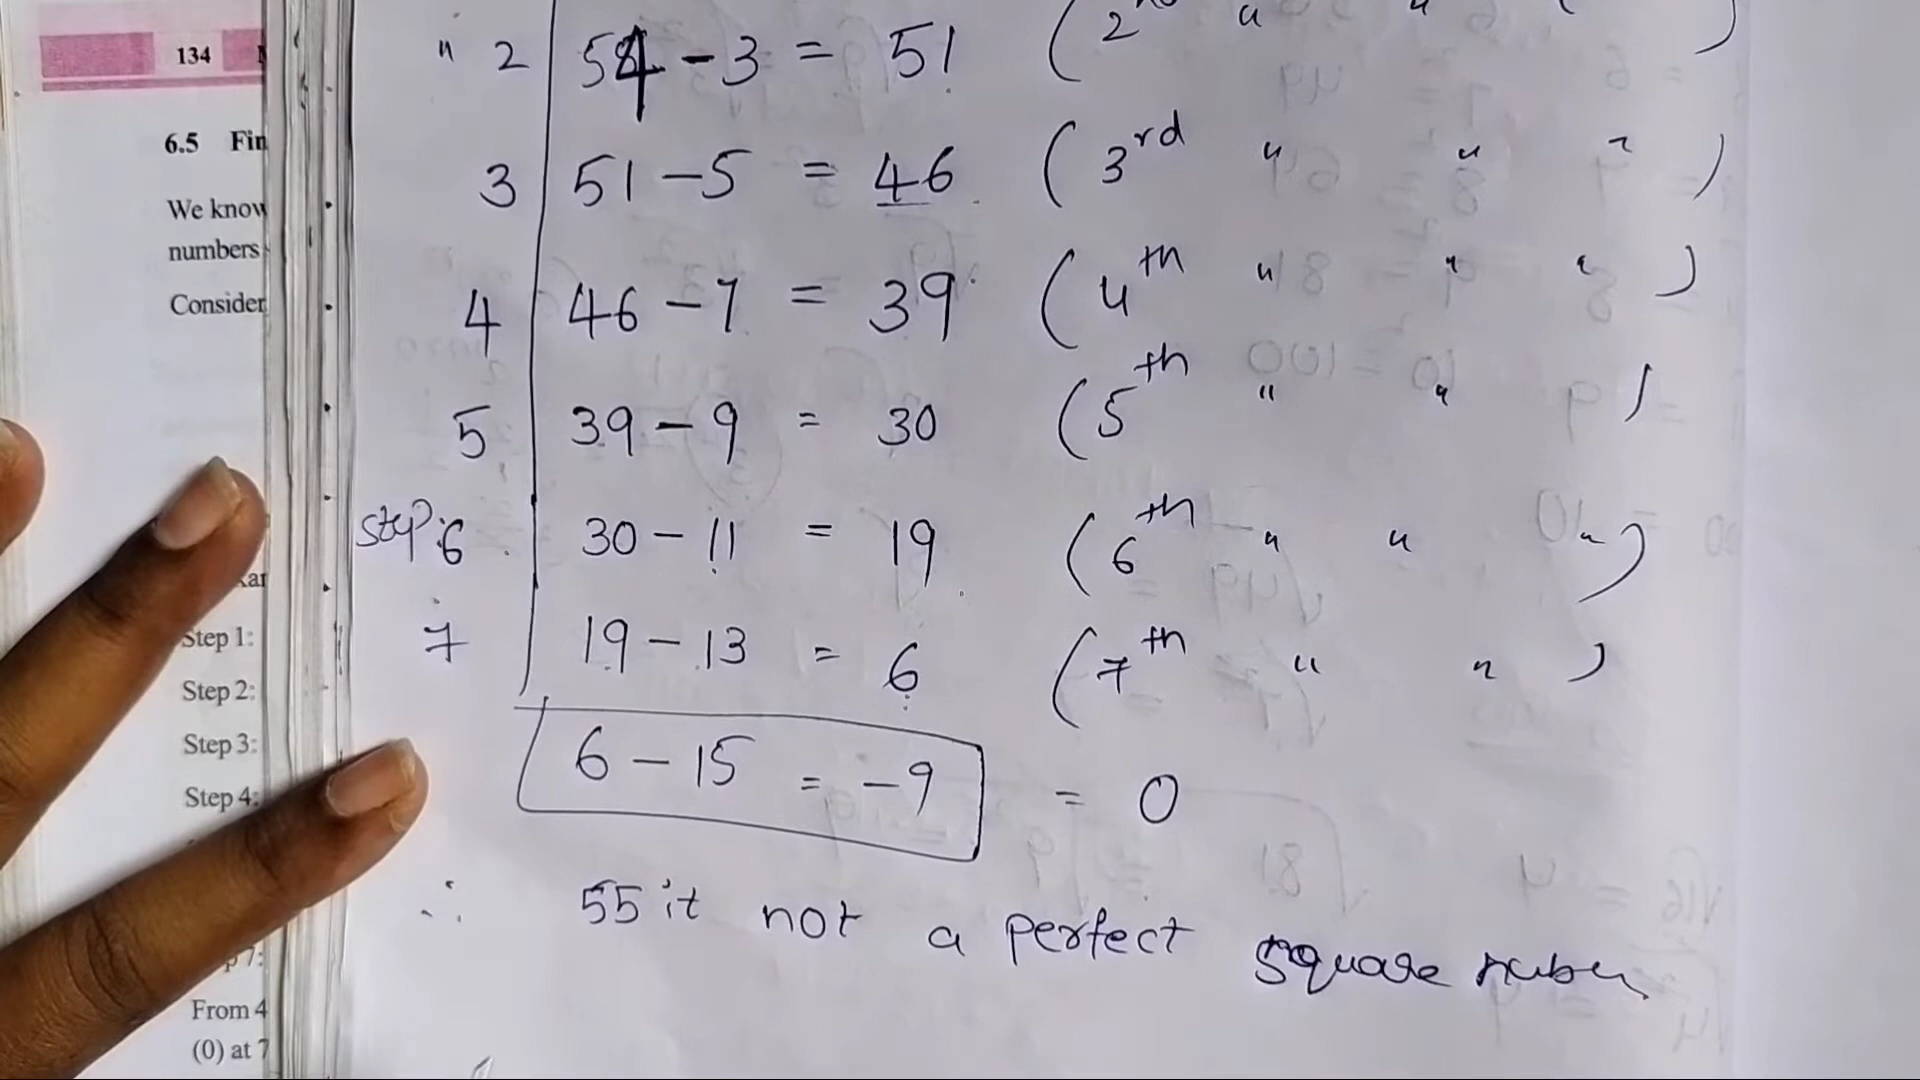 134
6.5 Fin
We know
numbers
Consider
Step 1:
Step 2:
Step 3:
Step 4:
From 4
(0) at 7
" 2 54 - 3 = 51 (2nd " " )
3 51 - 5 = 46 (3rd " " " )
4 46 - 7 = 39 (4th " " " )
5 39 - 9 = 30 (5th " " )
Step: 6 30 - 11 = 19 (6th " " " )
7 19 - 13 = 6 (7th " " )
6 - 15 = -9 = 0
∴ 55 it not a perfect square nuber